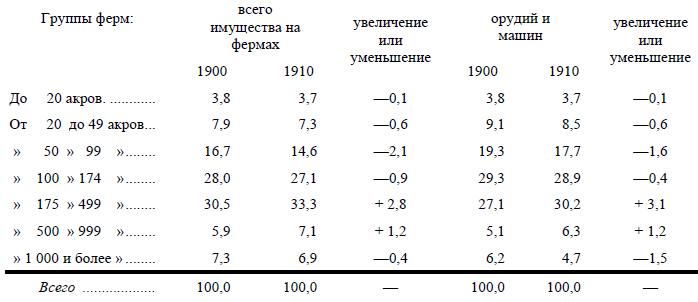 Группы ферм: всего имущества на фермах увеличение или уменьшение орудий и машин увеличение или уменьшение
1900 1910 1900 1910
До 20 акров. ............ 3,8 3,7 —0,1 3,8 3,7 —0,1
От 20 до 49 акров... 7,9 7,3 —0,6 9,1 8,5 —0,6
» 50 » 99 »........ 16,7 14,6 —2,1 19,3 17,7 —1,6
» 100 » 174 »........ 28,0 27,1 —0,9 29,3 28,9 —0,4
» 175 » 499 »........ 30,5 33,3 + 2,8 27,1 30,2 + 3,1
» 500 » 999 »........ 5,9 7,1 + 1,2 5,1 6,3 + 1,2
» 1 000 и более » ........ 7,3 6,9 —0,4 6,2 4,7 —1,5
Всего ................... 100,0 100,0 — 100,0 100,0 —